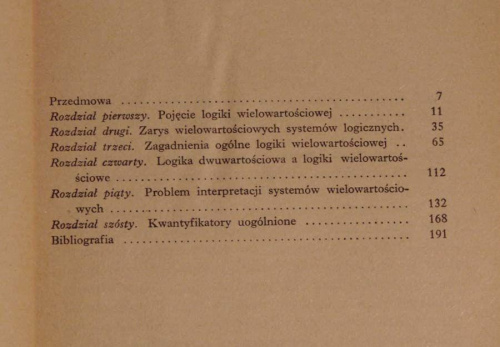 Przedmowa . . . . . . . . . . . . . . . . . . . . . . . . . . . . . . . . . . . . . . . . . . . . 7
Rozdział pierwszy. Pojęcie logiki wielowartościowej . . . . . . . . . . . 11
Rozdział drugi. Zarys wielowartościowych systemów logicznych. . 35
Rozdział trzeci. Zagadnienia ogólne logiki wielowartościowej . . 65
Rozdział czwarty. Logika dwuwartościowa a logiki wielowarto-
ściowe . . . . . . . . . . . . . . . . . . . . . . . . . . . . . . . . . . . . . . . . . . 112
Rozdział piąty. Problem interpretacji systemów wielowartościo-
wych . . . . . . . . . . . . . . . . . . . . . . . . . . . . . . . . . . . . . . . . . . . . 132
Rozdział szósty. Kwantyfikatory uogólnione . . . . . . . . . . . . . . . . . 168
Bibliografia . . . . . . . . . . . . . . . . . . . . . . . . . . . . . . . . . . . . . . . . . . 191